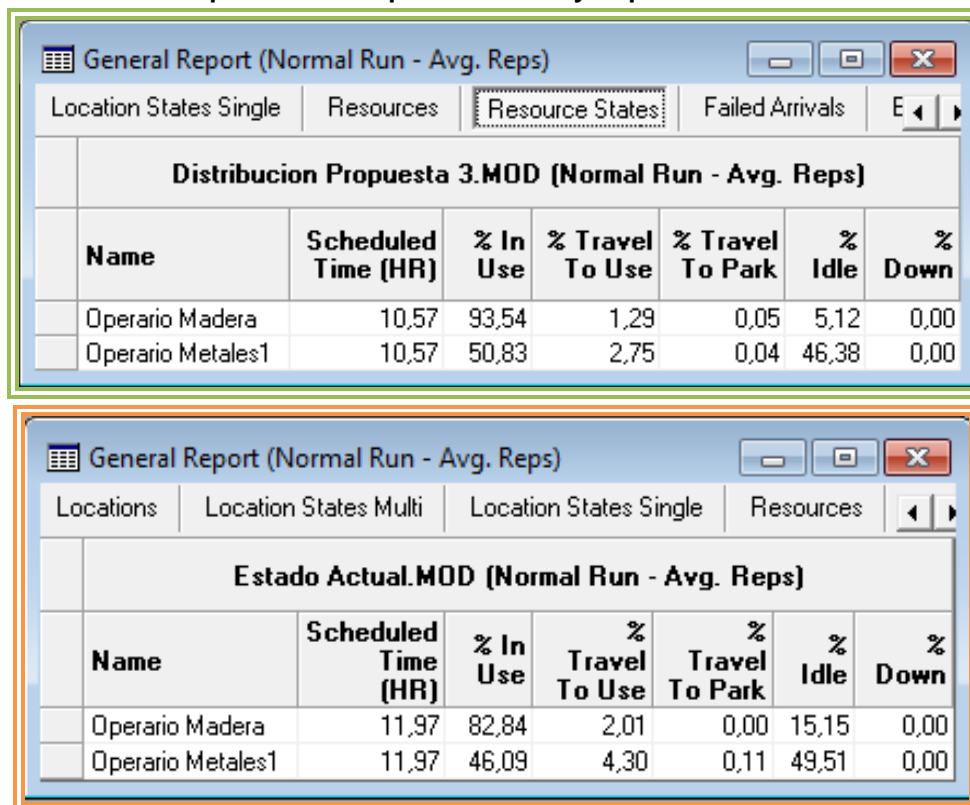 General Report (Normal Run - Avg. Reps)
Location States Single Resources Resource States Failed Arrivals E
Distribucion Propuesta 3.MOD (Normal Run - Avg. Reps)
Name Scheduled Time (HR) % In Use % Travel To Use % Travel To Park % Idle % Down
Operario Madera 10,57 93,54 1,29 0,05 5,12 0,00
Operario Metales1 10,57 50,83 2,75 0,04 46,38 0,00
General Report (Normal Run - Avg. Reps)
Locations Location States Multi Location States Single Resources
Estado Actual.MOD (Normal Run - Avg. Reps)
Name Scheduled Time (HR) % In Use % Travel To Use % Travel To Park % Idle % Down
Operario Madera 11,97 82,84 2,01 0,00 15,15 0,00
Operario Metales1 11,97 46,09 4,30 0,11 49,51 0,00